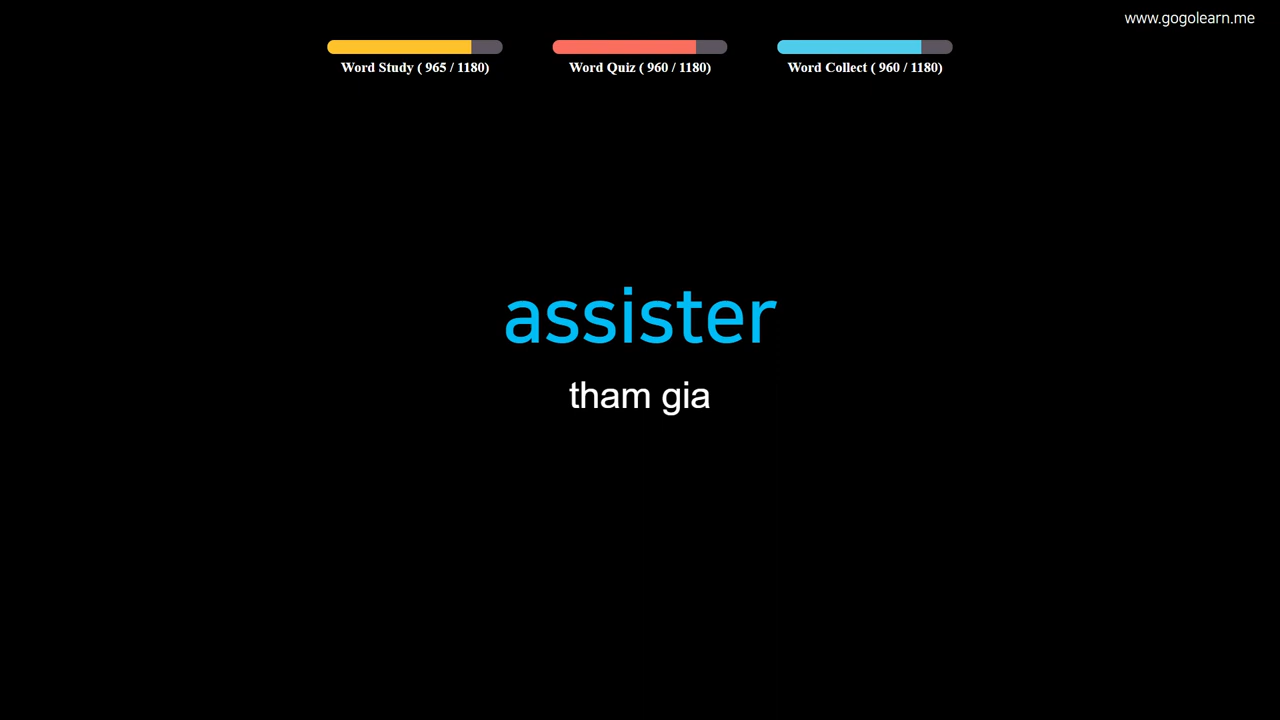 www.gogolearn.me
Word Study ( 965 / 1180)
Word Quiz ( 960 / 1180)
Word Collect ( 960 / 1180)
assister
tham gia